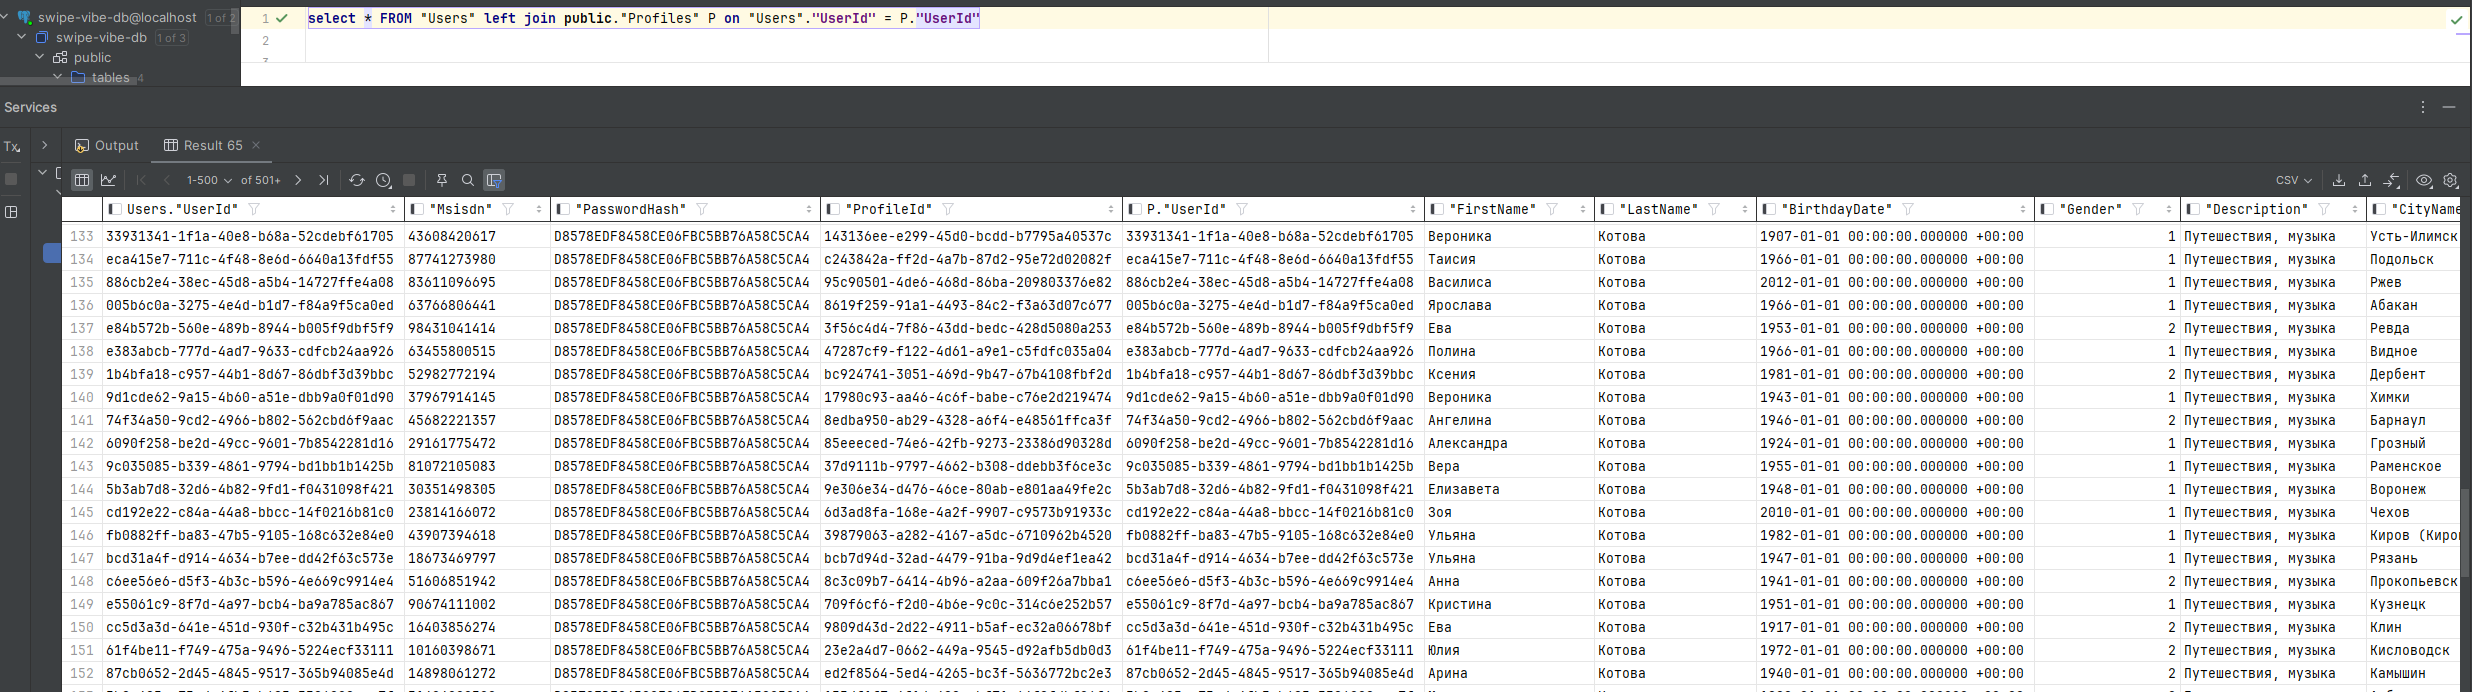 swipe-vibe-db@localhost 1 of 2
1 select * FROM "Users" left join public."Profiles" P on "Users"."UserId" = P."UserId"
swipe-vibe-db 1 of 3
2
public
tables 4
Services
Tx
Output Result 65
1-500 of 501+ CSV
Users."UserId" "Msisdn" "PasswordHash" "ProfileId" P."UserId" "FirstName" "LastName" "BirthdayDate" "Gender" "Description" "CityName
133 33931341-1f1a-40e8-b68a-52cdebf61705 43608420617 D8578EDF8458CE06FBC5BB76A58C5CA4 143136ee-e299-45d0-bcdd-b7795a40537c 33931341-1f1a-40e8-b68a-52cdebf61705 Вероника Котова 1907-01-01 00:00:00.000000 +00:00 1 Путешествия, музыка Усть-Илимск
134 eca415e7-711c-4f48-8e6d-6640a13fdf55 87741273980 D8578EDF8458CE06FBC5BB76A58C5CA4 c243842a-ff2d-4a7b-87d2-95e72d02082f eca415e7-711c-4f48-8e6d-6640a13fdf55 Таисия Котова 1966-01-01 00:00:00.000000 +00:00 1 Путешествия, музыка Подольск
135 886cb2e4-38ec-45d8-a5b4-14727ffe4a08 83611096695 D8578EDF8458CE06FBC5BB76A58C5CA4 95c90501-4de6-468d-86ba-209803376e82 886cb2e4-38ec-45d8-a5b4-14727ffe4a08 Василиса Котова 2012-01-01 00:00:00.000000 +00:00 1 Путешествия, музыка Ржев
136 005b6c0a-3275-4e4d-b1d7-f84a9f5ca0ed 63766806441 D8578EDF8458CE06FBC5BB76A58C5CA4 8619f259-91a1-4493-84c2-f3a63d07c677 005b6c0a-3275-4e4d-b1d7-f84a9f5ca0ed Ярослава Котова 1966-01-01 00:00:00.000000 +00:00 1 Путешествия, музыка Абакан
137 e84b572b-560e-489b-8944-b005f9dbf5f9 98431041414 D8578EDF8458CE06FBC5BB76A58C5CA4 3f56c4d4-7f86-43dd-bedc-428d5080a253 e84b572b-560e-489b-8944-b005f9dbf5f9 Ева Котова 1953-01-01 00:00:00.000000 +00:00 2 Путешествия, музыка Ревда
138 e383abcb-777d-4ad7-9633-cdfcb24aa926 63455800515 D8578EDF8458CE06FBC5BB76A58C5CA4 47287cf9-f122-4d61-a9e1-c5fdfc035a04 e383abcb-777d-4ad7-9633-cdfcb24aa926 Полина Котова 1966-01-01 00:00:00.000000 +00:00 1 Путешествия, музыка Видное
139 1b4bfa18-c957-44b1-8d67-86dbf3d39bbc 52982772194 D8578EDF8458CE06FBC5BB76A58C5CA4 bc924741-3051-469d-9b47-67b4108fbf2d 1b4bfa18-c957-44b1-8d67-86dbf3d39bbc Ксения Котова 1981-01-01 00:00:00.000000 +00:00 2 Путешествия, музыка Дербент
140 9d1cde62-9a15-4b60-a51e-dbb9a0f01d90 37967914145 D8578EDF8458CE06FBC5BB76A58C5CA4 17980c93-aa46-4c6f-babe-c76e2d219474 9d1cde62-9a15-4b60-a51e-dbb9a0f01d90 Вероника Котова 1943-01-01 00:00:00.000000 +00:00 1 Путешествия, музыка Химки
141 74f34a50-9cd2-4966-b802-562cbd6f9aac 45682221357 D8578EDF8458CE06FBC5BB76A58C5CA4 8edba950-ab29-4328-a6f4-e48561ffca3f 74f34a50-9cd2-4966-b802-562cbd6f9aac Ангелина Котова 1946-01-01 00:00:00.000000 +00:00 2 Путешествия, музыка Барнаул
142 6090f258-be2d-49cc-9601-7b8542281d16 29161775472 D8578EDF8458CE06FBC5BB76A58C5CA4 85eeeced-74e6-42fb-9273-23386d90328d 6090f258-be2d-49cc-9601-7b8542281d16 Александра Котова 1924-01-01 00:00:00.000000 +00:00 1 Путешествия, музыка Грозный
143 9c035085-b339-4861-9794-bd1bb1b1425b 81072105083 D8578EDF8458CE06FBC5BB76A58C5CA4 37d9111b-9797-4662-b308-ddebb3f6ce3c 9c035085-b339-4861-9794-bd1bb1b1425b Вера Котова 1955-01-01 00:00:00.000000 +00:00 1 Путешествия, музыка Раменское
144 5b3ab7d8-32d6-4b82-9fd1-f0431098f421 30351498305 D8578EDF8458CE06FBC5BB76A58C5CA4 9e306e34-d476-46ce-80ab-e801aa49fe2c 5b3ab7d8-32d6-4b82-9fd1-f0431098f421 Елизавета Котова 1948-01-01 00:00:00.000000 +00:00 1 Путешествия, музыка Воронеж
145 cd192e22-c84a-44a8-bbcc-14f0216b81c0 23814166072 D8578EDF8458CE06FBC5BB76A58C5CA4 6d3ad8fa-168e-4a2f-9907-c9573b91933c cd192e22-c84a-44a8-bbcc-14f0216b81c0 Зоя Котова 2010-01-01 00:00:00.000000 +00:00 1 Путешествия, музыка Чехов
146 fb0882ff-ba83-47b5-9105-168c632e84e0 43907394618 D8578EDF8458CE06FBC5BB76A58C5CA4 39879063-a282-4167-a5dc-6710962b4520 fb0882ff-ba83-47b5-9105-168c632e84e0 Ульяна Котова 1982-01-01 00:00:00.000000 +00:00 1 Путешествия, музыка Киров (Киро
147 bcd31a4f-d914-4634-b7ee-dd42f63c573e 18673469797 D8578EDF8458CE06FBC5BB76A58C5CA4 bcb7d94d-32ad-4479-91ba-9d9d4ef1ea42 bcd31a4f-d914-4634-b7ee-dd42f63c573e Ульяна Котова 1947-01-01 00:00:00.000000 +00:00 1 Путешествия, музыка Рязань
148 c6ee56e6-d5f3-4b3c-b596-4e669c9914e4 51606851942 D8578EDF8458CE06FBC5BB76A58C5CA4 8c3c09b7-6414-4b96-a2aa-609f26a7bba1 c6ee56e6-d5f3-4b3c-b596-4e669c9914e4 Анна Котова 1941-01-01 00:00:00.000000 +00:00 2 Путешествия, музыка Прокопьевск
149 e55061c9-8f7d-4a97-bcb4-ba9a785ac867 90674111002 D8578EDF8458CE06FBC5BB76A58C5CA4 709f6cf6-f2d0-4b6e-9c0c-314c6e252b57 e55061c9-8f7d-4a97-bcb4-ba9a785ac867 Кристина Котова 1951-01-01 00:00:00.000000 +00:00 1 Путешествия, музыка Кузнецк
150 cc5d3a3d-641e-451d-930f-c32b431b495c 16403856274 D8578EDF8458CE06FBC5BB76A58C5CA4 9809d43d-2d22-4911-b5af-ec32a06678bf cc5d3a3d-641e-451d-930f-c32b431b495c Ева Котова 1917-01-01 00:00:00.000000 +00:00 2 Путешествия, музыка Клин
151 61f4be11-f749-475a-9496-5224ecf33111 10160398671 D8578EDF8458CE06FBC5BB76A58C5CA4 23e2a4d7-0662-449a-9545-d92afb5db0d3 61f4be11-f749-475a-9496-5224ecf33111 Юлия Котова 1972-01-01 00:00:00.000000 +00:00 2 Путешествия, музыка Кисловодск
152 87cb0652-2d45-4845-9517-365b94085e4d 14898061272 D8578EDF8458CE06FBC5BB76A58C5CA4 ed2f8564-5ed4-4265-bc3f-5636772bc2e3 87cb0652-2d45-4845-9517-365b94085e4d Арина Котова 1940-01-01 00:00:00.000000 +00:00 2 Путешествия, музыка Камышин